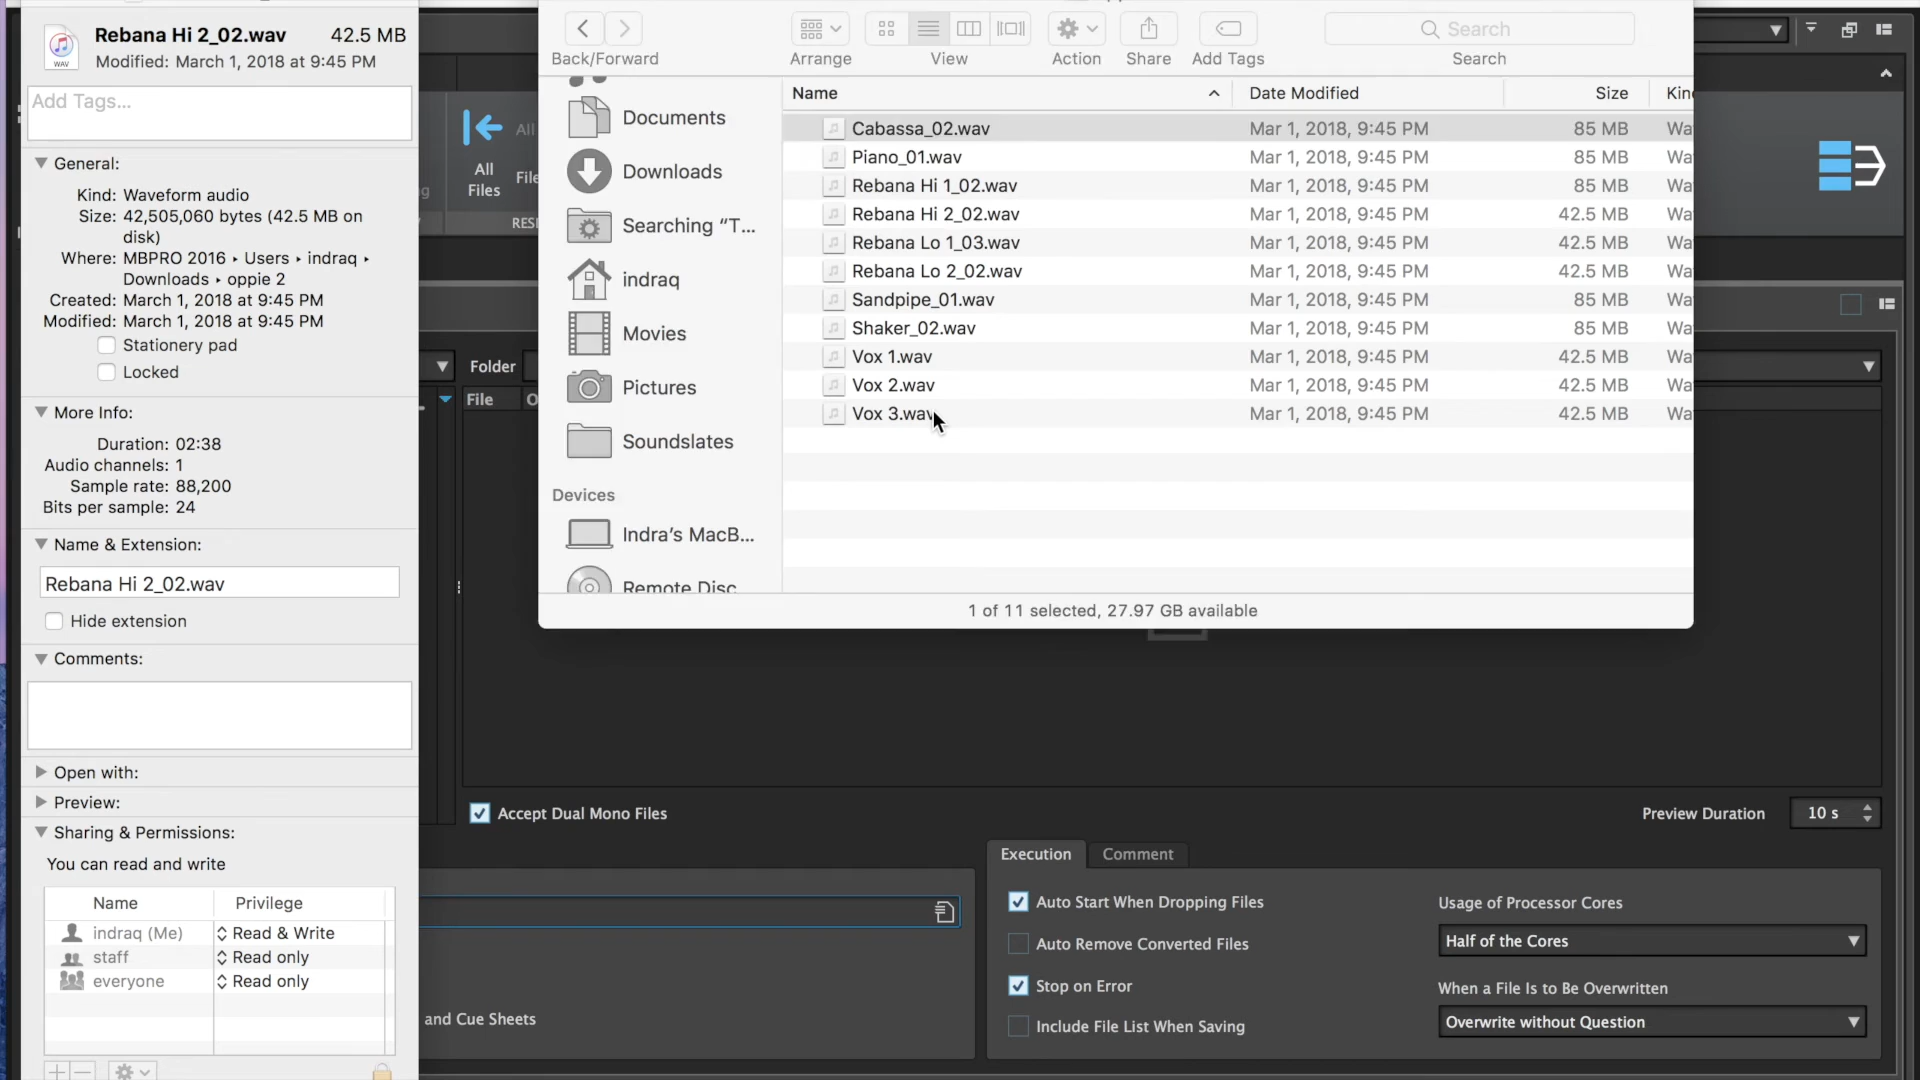 Rebana Hi 2_02.wav 42.5 MB
Modified: March 1, 2018 at 9:45 PM
WAV
Add Tags...
General:
Kind: Waveform audio
Size: 42,505,060 bytes (42.5 MB on
disk)
Where: MBPRO 2016 ▸ Users ▸ indraq ▸
Downloads ▸ oppie 2
Created: March 1, 2018 at 9:45 PM
Modified: March 1, 2018 at 9:45 PM
Stationery pad
Locked
More Info:
Duration: 02:38
Audio channels: 1
Sample rate: 88,200
Bits per sample: 24
Name & Extension:
Rebana Hi 2_02.wav
Hide extension
Comments:
Open with:
Preview:
Sharing & Permissions:
You can read and write
Name Privilege
indraq (Me) Read & Write
staff Read only
everyone Read only
All
All
Files
File
Folder
File
Back/Forward Arrange View Action Share Add Tags Search
Search
Documents
Downloads
Searching “T...
indraq
Movies
Pictures
Soundslates
Devices
Indra’s MacB...
Remote Disc
Name Date Modified Size Kin
Cabassa_02.wav Mar 1, 2018, 9:45 PM 85 MB Wa
Piano_01.wav Mar 1, 2018, 9:45 PM 85 MB Wa
Rebana Hi 1_02.wav Mar 1, 2018, 9:45 PM 85 MB Wa
Rebana Hi 2_02.wav Mar 1, 2018, 9:45 PM 42.5 MB Wa
Rebana Lo 1_03.wav Mar 1, 2018, 9:45 PM 42.5 MB Wa
Rebana Lo 2_02.wav Mar 1, 2018, 9:45 PM 42.5 MB Wa
Sandpipe_01.wav Mar 1, 2018, 9:45 PM 85 MB Wa
Shaker_02.wav Mar 1, 2018, 9:45 PM 85 MB Wa
Vox 1.wav Mar 1, 2018, 9:45 PM 42.5 MB Wa
Vox 2.wav Mar 1, 2018, 9:45 PM 42.5 MB Wa
Vox 3.wav Mar 1, 2018, 9:45 PM 42.5 MB Wa
1 of 11 selected, 27.97 GB available
Accept Dual Mono Files
Preview Duration 10 s
and Cue Sheets
Execution Comment
Auto Start When Dropping Files
Auto Remove Converted Files
Stop on Error
Include File List When Saving
Usage of Processor Cores
Half of the Cores
When a File Is to Be Overwritten
Overwrite without Question